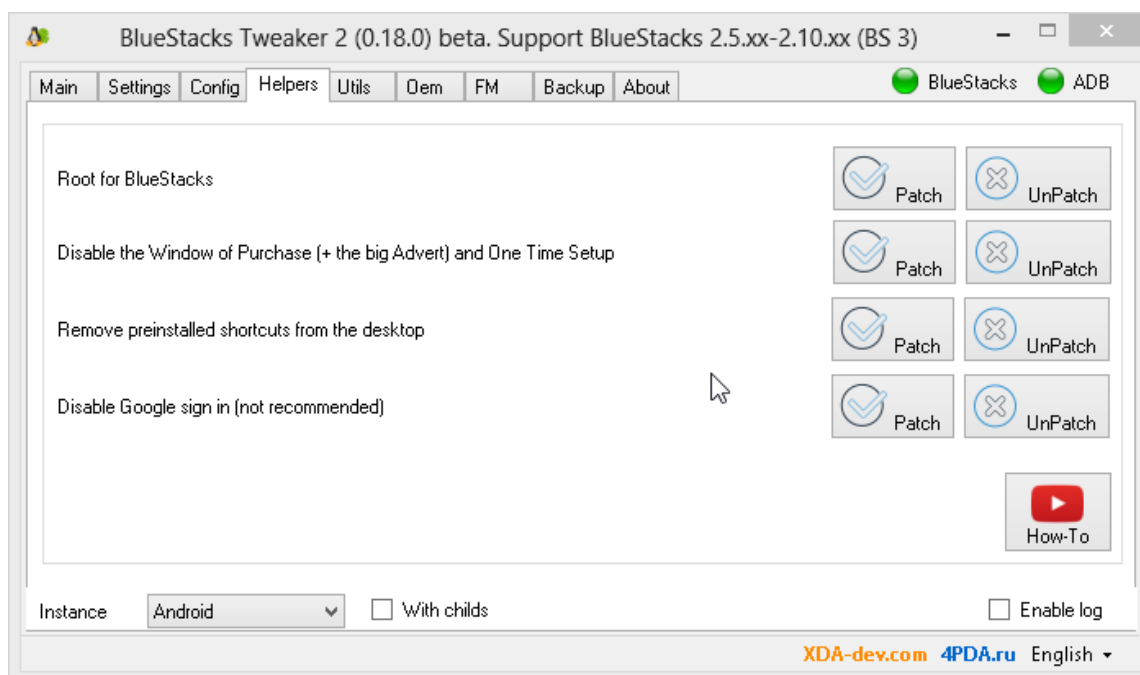 BlueStacks Tweaker 2 (0.18.0) beta. Support BlueStacks 2.5.xx-2.10.xx (BS 3)
Main Settings Config Helpers Utils Oem FM Backup About BlueStacks ADB
Root for BlueStacks Patch UnPatch
Disable the Window of Purchase (+ the big Advert) and One Time Setup Patch UnPatch
Remove preinstalled shortcuts from the desktop Patch UnPatch
Disable Google sign in (not recommended) Patch UnPatch
How-To
Instance Android With childs Enable log
XDA-dev.com 4PDA.ru English